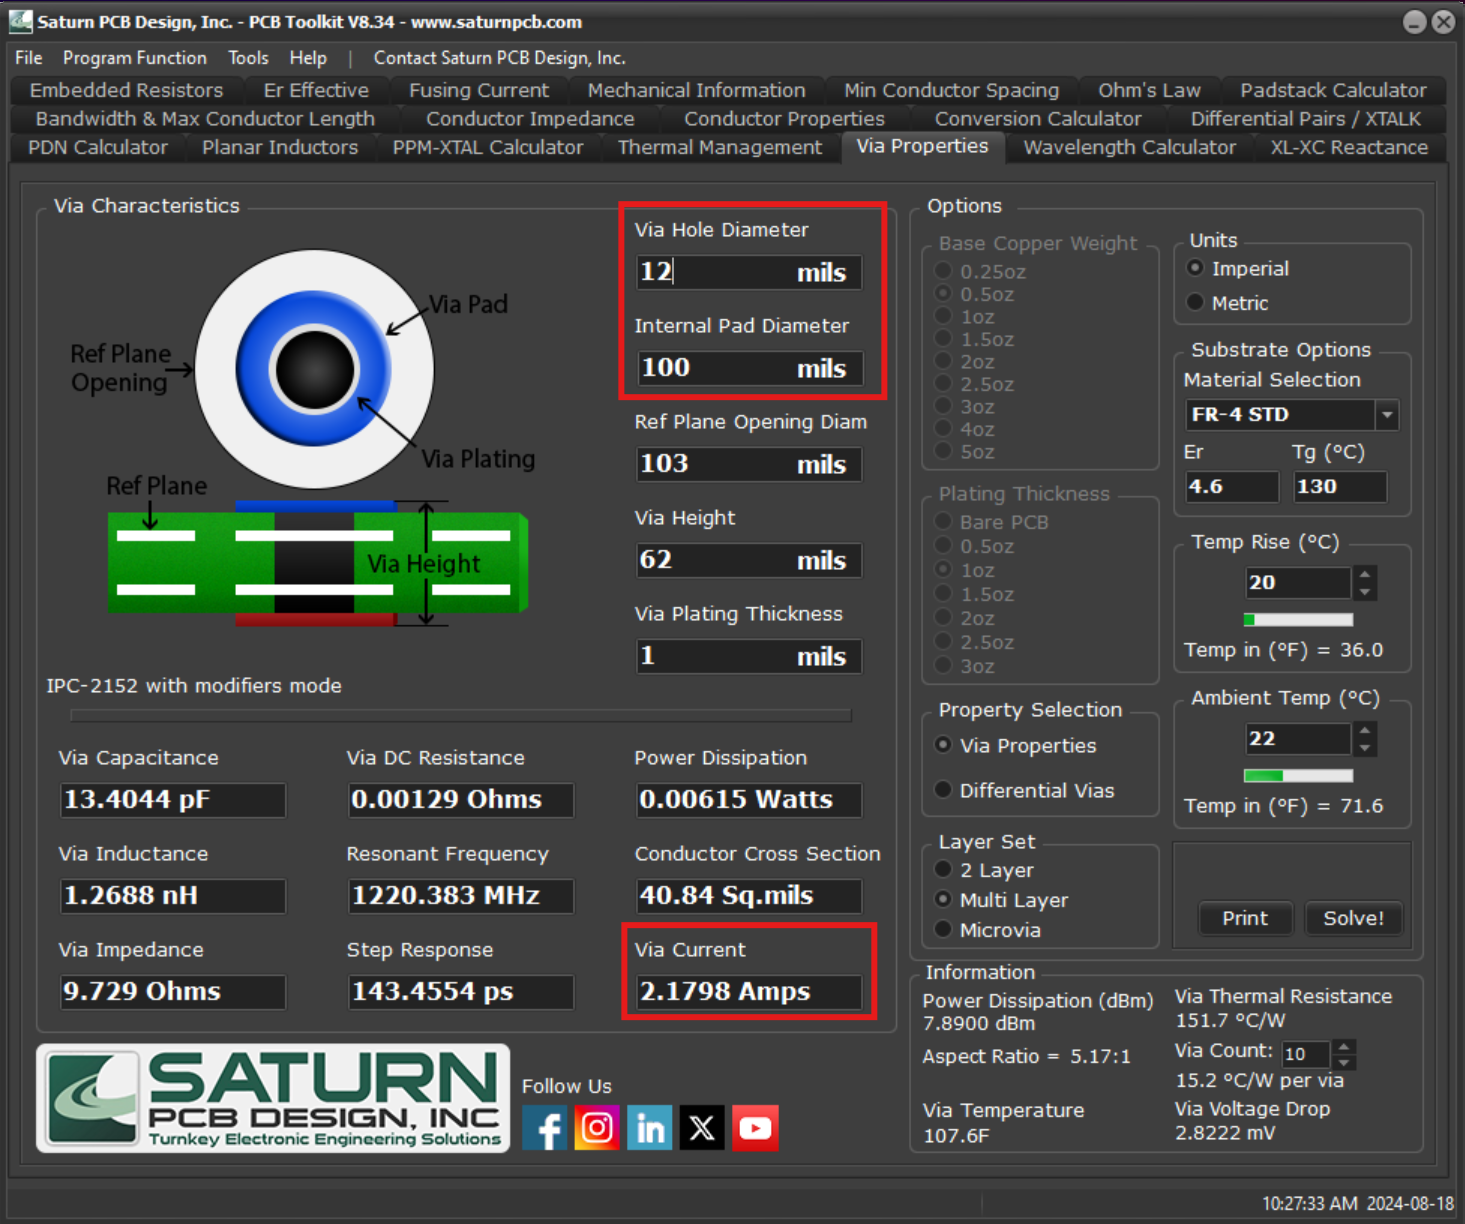 Saturn PCB Design, Inc. - PCB Toolkit V8.34 - www.saturnpcb.com
File Program Function Tools Help | Contact Saturn PCB Design, Inc.
Embedded Resistors Er Effective Fusing Current Mechanical Information Min Conductor Spacing Ohm's Law Padstack Calculator
Bandwidth & Max Conductor Length Conductor Impedance Conductor Properties Conversion Calculator Differential Pairs / XTALK
PDN Calculator Planar Inductors PPM-XTAL Calculator Thermal Management Via Properties Wavelength Calculator XL-XC Reactance
Via Characteristics
Via Pad
Ref Plane
Opening
Via Plating
Ref Plane
Via Height
Via Hole Diameter
12 mils
Internal Pad Diameter
100 mils
Ref Plane Opening Diam
103 mils
Via Height
62 mils
Via Plating Thickness
1 mils
IPC-2152 with modifiers mode
Via Capacitance Via DC Resistance Power Dissipation
13.4044 pF 0.00129 Ohms 0.00615 Watts
Via Inductance Resonant Frequency Conductor Cross Section
1.2688 nH 1220.383 MHz 40.84 Sq.mils
Via Impedance Step Response Via Current
9.729 Ohms 143.4554 ps 2.1798 Amps
Options
Base Copper Weight
0.25oz
0.5oz
1oz
1.5oz
2oz
2.5oz
3oz
4oz
5oz
Plating Thickness
Bare PCB
0.5oz
1oz
1.5oz
2oz
2.5oz
3oz
Property Selection
Via Properties
Differential Vias
Layer Set
2 Layer
Multi Layer
Microvia
Units
Imperial
Metric
Substrate Options
Material Selection
FR-4 STD
Er Tg (°C)
4.6 130
Temp Rise (°C)
20
Temp in (°F) = 36.0
Ambient Temp (°C)
22
Temp in (°F) = 71.6
Print Solve!
Information
Power Dissipation (dBm)
7.8900 dBm
Aspect Ratio = 5.17:1
Via Temperature
107.6F
Via Thermal Resistance
151.7 °C/W
Via Count: 10
15.2 °C/W per via
Via Voltage Drop
2.8222 mV
SATURN
PCB DESIGN, INC
Turnkey Electronic Engineering Solutions
Follow Us
f in X
10:27:33 AM 2024-08-18